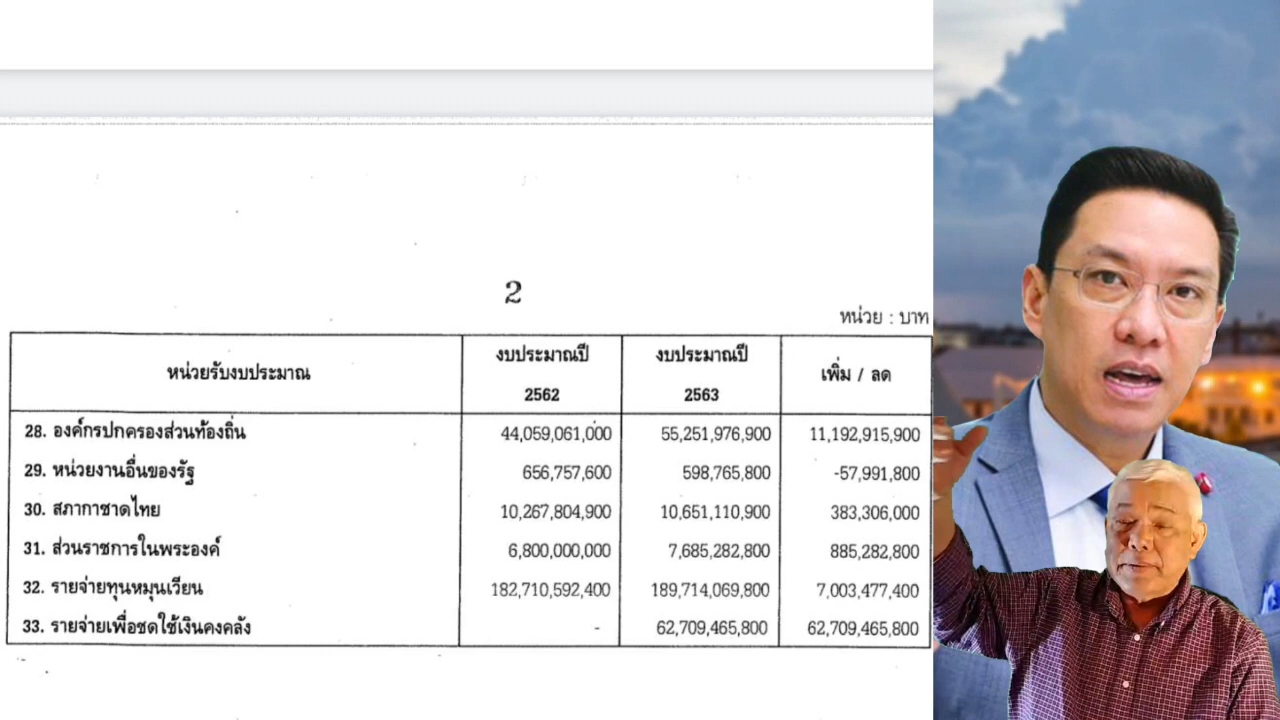 2
หน่วย : บาท
หน่วยรับงบประมาณ งบประมาณปี 2562 งบประมาณปี 2563 เพิ่ม / ลด
28. องค์กรปกครองส่วนท้องถิ่น 44,059,061,000 55,251,976,900 11,192,915,900
29. หน่วยงานอื่นของรัฐ 656,757,600 598,765,800 -57,991,800
30. สภากาชาดไทย 10,267,804,900 10,651,110,900 383,306,000
31. ส่วนราชการในพระองค์ 6,800,000,000 7,685,282,800 885,282,800
32. รายจ่ายทุนหมุนเวียน 182,710,592,400 189,714,069,800 7,003,477,400
33. รายจ่ายเพื่อชดใช้เงินคงคลัง - 62,709,465,800 62,709,465,800